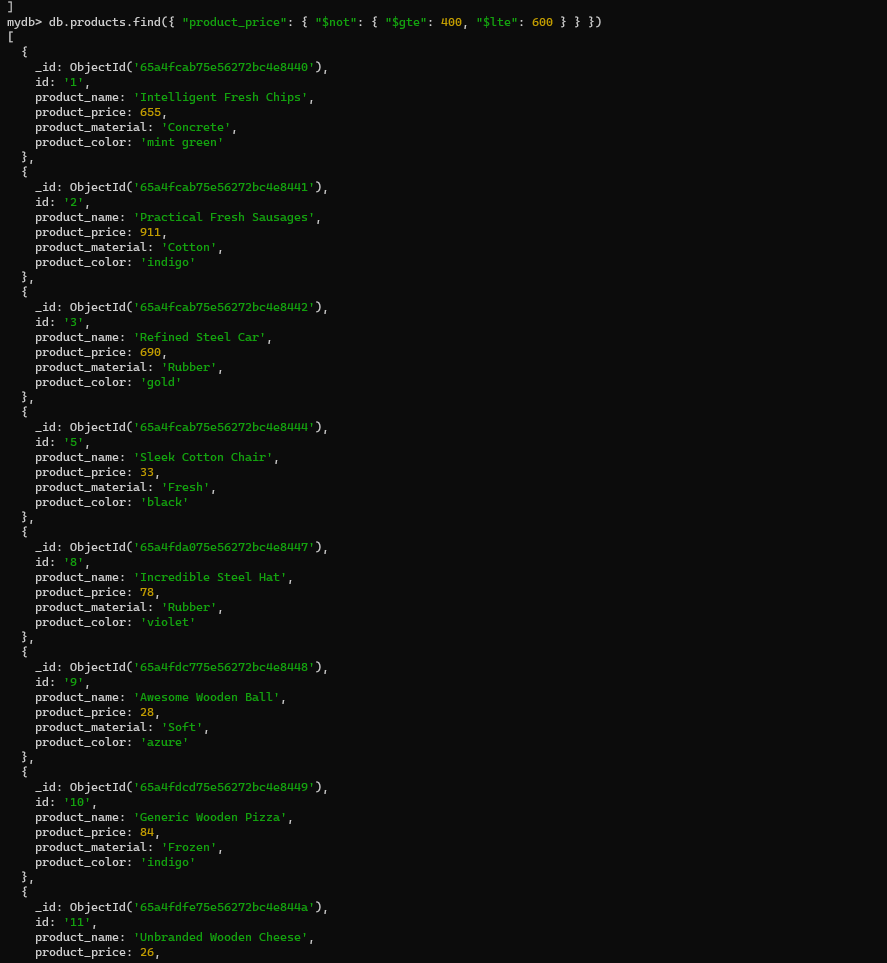 ]
mydb> db.products.find({ "product_price": { "$not": { "$gte": 400, "$lte": 600 } } })
[
  {
    _id: ObjectId('65a4fcab75e56272bc4e8440'),
    id: '1',
    product_name: 'Intelligent Fresh Chips',
    product_price: 655,
    product_material: 'Concrete',
    product_color: 'mint green'
  },
  {
    _id: ObjectId('65a4fcab75e56272bc4e8441'),
    id: '2',
    product_name: 'Practical Fresh Sausages',
    product_price: 911,
    product_material: 'Cotton',
    product_color: 'indigo'
  },
  {
    _id: ObjectId('65a4fcab75e56272bc4e8442'),
    id: '3',
    product_name: 'Refined Steel Car',
    product_price: 690,
    product_material: 'Rubber',
    product_color: 'gold'
  },
  {
    _id: ObjectId('65a4fcab75e56272bc4e8444'),
    id: '5',
    product_name: 'Sleek Cotton Chair',
    product_price: 33,
    product_material: 'Fresh',
    product_color: 'black'
  },
  {
    _id: ObjectId('65a4fda075e56272bc4e8447'),
    id: '8',
    product_name: 'Incredible Steel Hat',
    product_price: 78,
    product_material: 'Rubber',
    product_color: 'violet'
  },
  {
    _id: ObjectId('65a4fdc775e56272bc4e8448'),
    id: '9',
    product_name: 'Awesome Wooden Ball',
    product_price: 28,
    product_material: 'Soft',
    product_color: 'azure'
  },
  {
    _id: ObjectId('65a4fdcd75e56272bc4e8449'),
    id: '10',
    product_name: 'Generic Wooden Pizza',
    product_price: 84,
    product_material: 'Frozen',
    product_color: 'indigo'
  },
  {
    _id: ObjectId('65a4fdfe75e56272bc4e844a'),
    id: '11',
    product_name: 'Unbranded Wooden Cheese',
    product_price: 26,